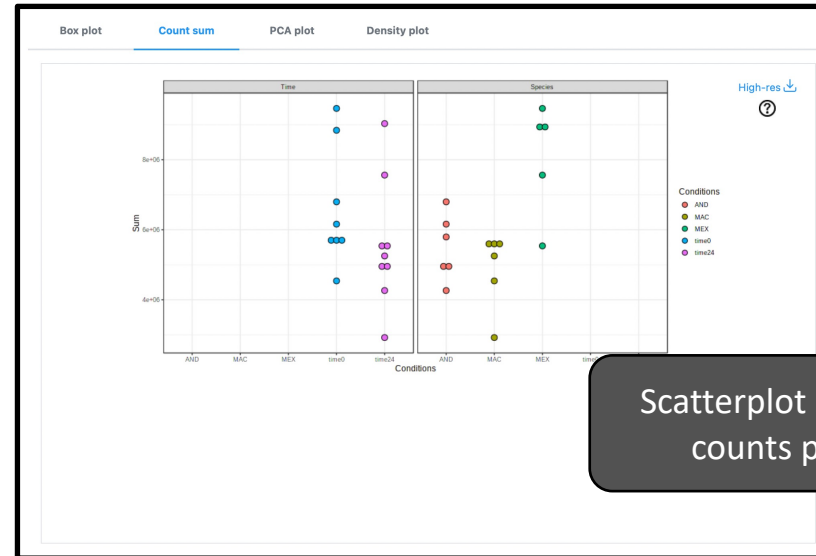 Box plot Count sum PCA plot Density plot
High-res
Time Species
8e+06
6e+06
4e+06
Sum
AND MAC MEX time0 time24 AND MAC MEX
Conditions
Conditions
AND
MAC
MEX
time0
time24
Scatterplot
counts